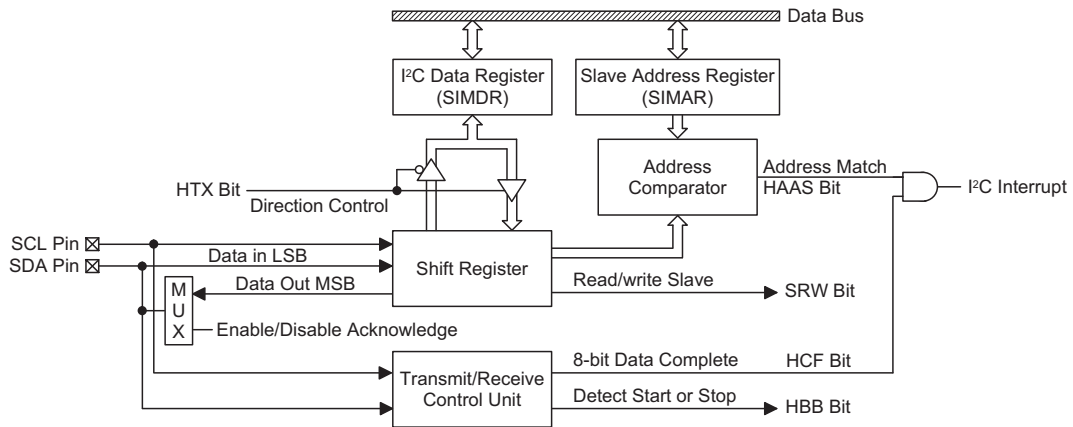 Data Bus
I²C Data Register
(SIMDR)
Slave Address Register
(SIMAR)
Address
Comparator
Address Match
HAAS Bit
I²C Interrupt
HTX Bit
Direction Control
SCL Pin
SDA Pin
Data in LSB
Shift Register
Data Out MSB
Read/write Slave
SRW Bit
M
U
X
Enable/Disable Acknowledge
Transmit/Receive
Control Unit
8-bit Data Complete
HCF Bit
Detect Start or Stop
HBB Bit